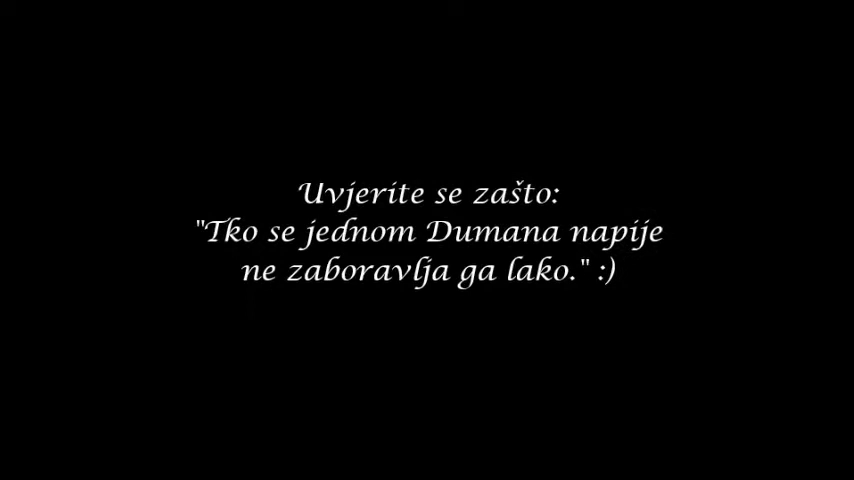 Uvjerite se zašto:
"Tko se jednom Dumana napije
ne zaboravlja ga lako." :)